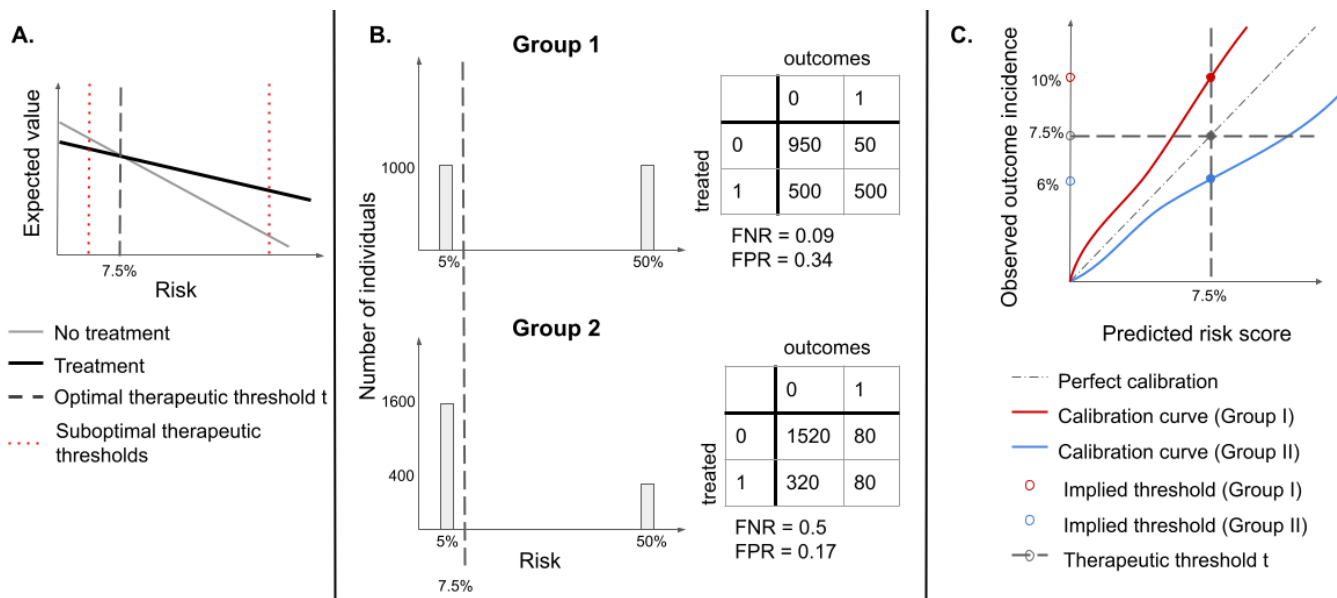 A.
Expected value
7.5%
Risk
No treatment
Treatment
Optimal therapeutic threshold t
Suboptimal therapeutic
thresholds
B.
Number of individuals
Group 1
1000
5%
50%
outcomes
treated
0 1
0 950 50
1 500 500
FNR = 0.09
FPR = 0.34
Group 2
1600
400
5%
50%
Risk
7.5%
outcomes
treated
0 1
0 1520 80
1 320 80
FNR = 0.5
FPR = 0.17
C.
Observed outcome incidence
10%
7.5%
6%
7.5%
Predicted risk score
Perfect calibration
Calibration curve (Group I)
Calibration curve (Group II)
Implied threshold (Group I)
Implied threshold (Group II)
Therapeutic threshold t